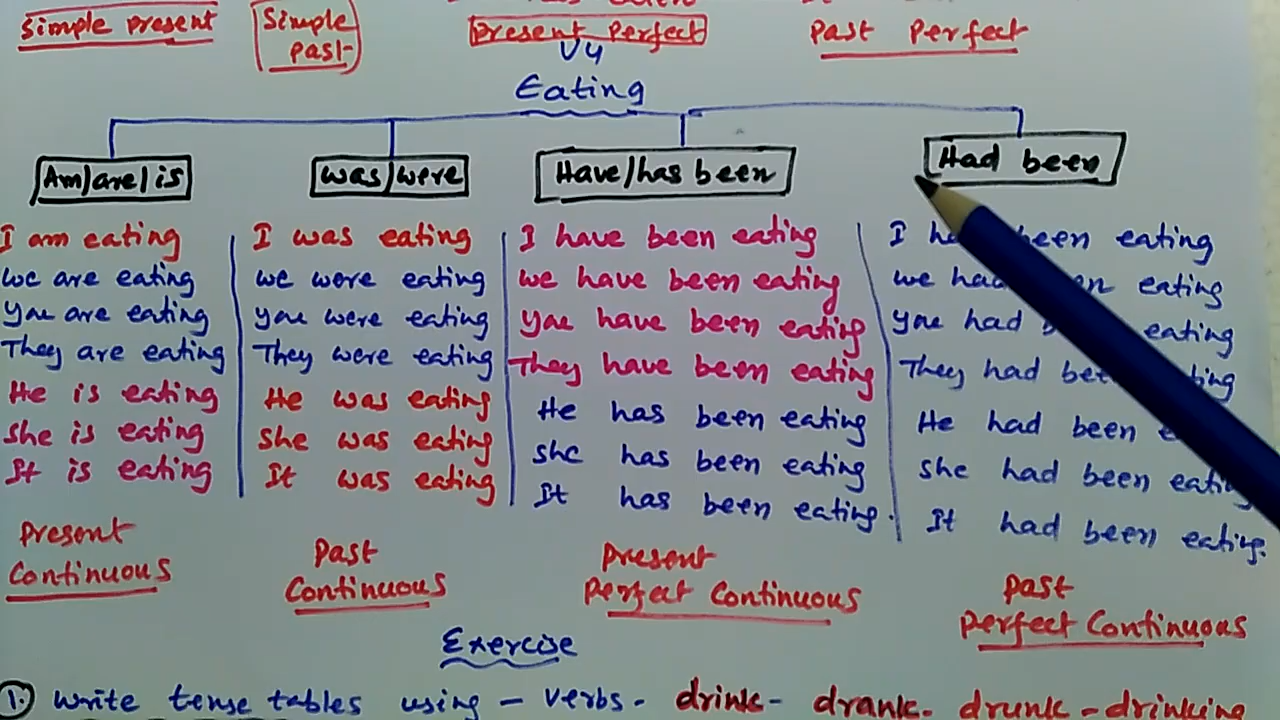 Simple present
Simple past
Present Perfect
Past Perfect
V4
Eating
Am/are/is
was/were
Have/has been
Had been
I am eating
we are eating
you are eating
They are eating
He is eating
she is eating
It is eating
Present
Continuous
I was eating
we were eating
you were eating
They were eating
He was eating
she was eating
It was eating
Past
Continuous
I have been eating
we have been eating
you have been eating
They have been eating
He has been eating
she has been eating
It has been eating.
Present
Perfect Continuous
I been eating
we had eating
you had eating
They had
He had been
she had been eating
It had been eating.
Past
Perfect Continuous
Exercise
1. write tense tables using - verbs - drink - drank - drunk - drinking